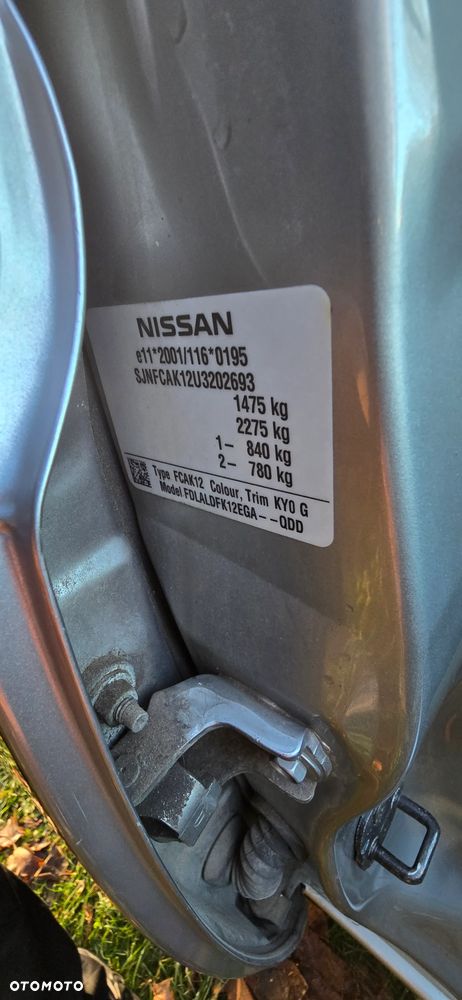 NISSAN
e11*2001/116*0195
SJNFCAK12U3202693
1475 kg
2275 kg
1– 840 kg
2– 780 kg
Type FCAK12 Colour, Trim KY0 G
Model FDLALDFK12EGA––QDD
OTOMOTO